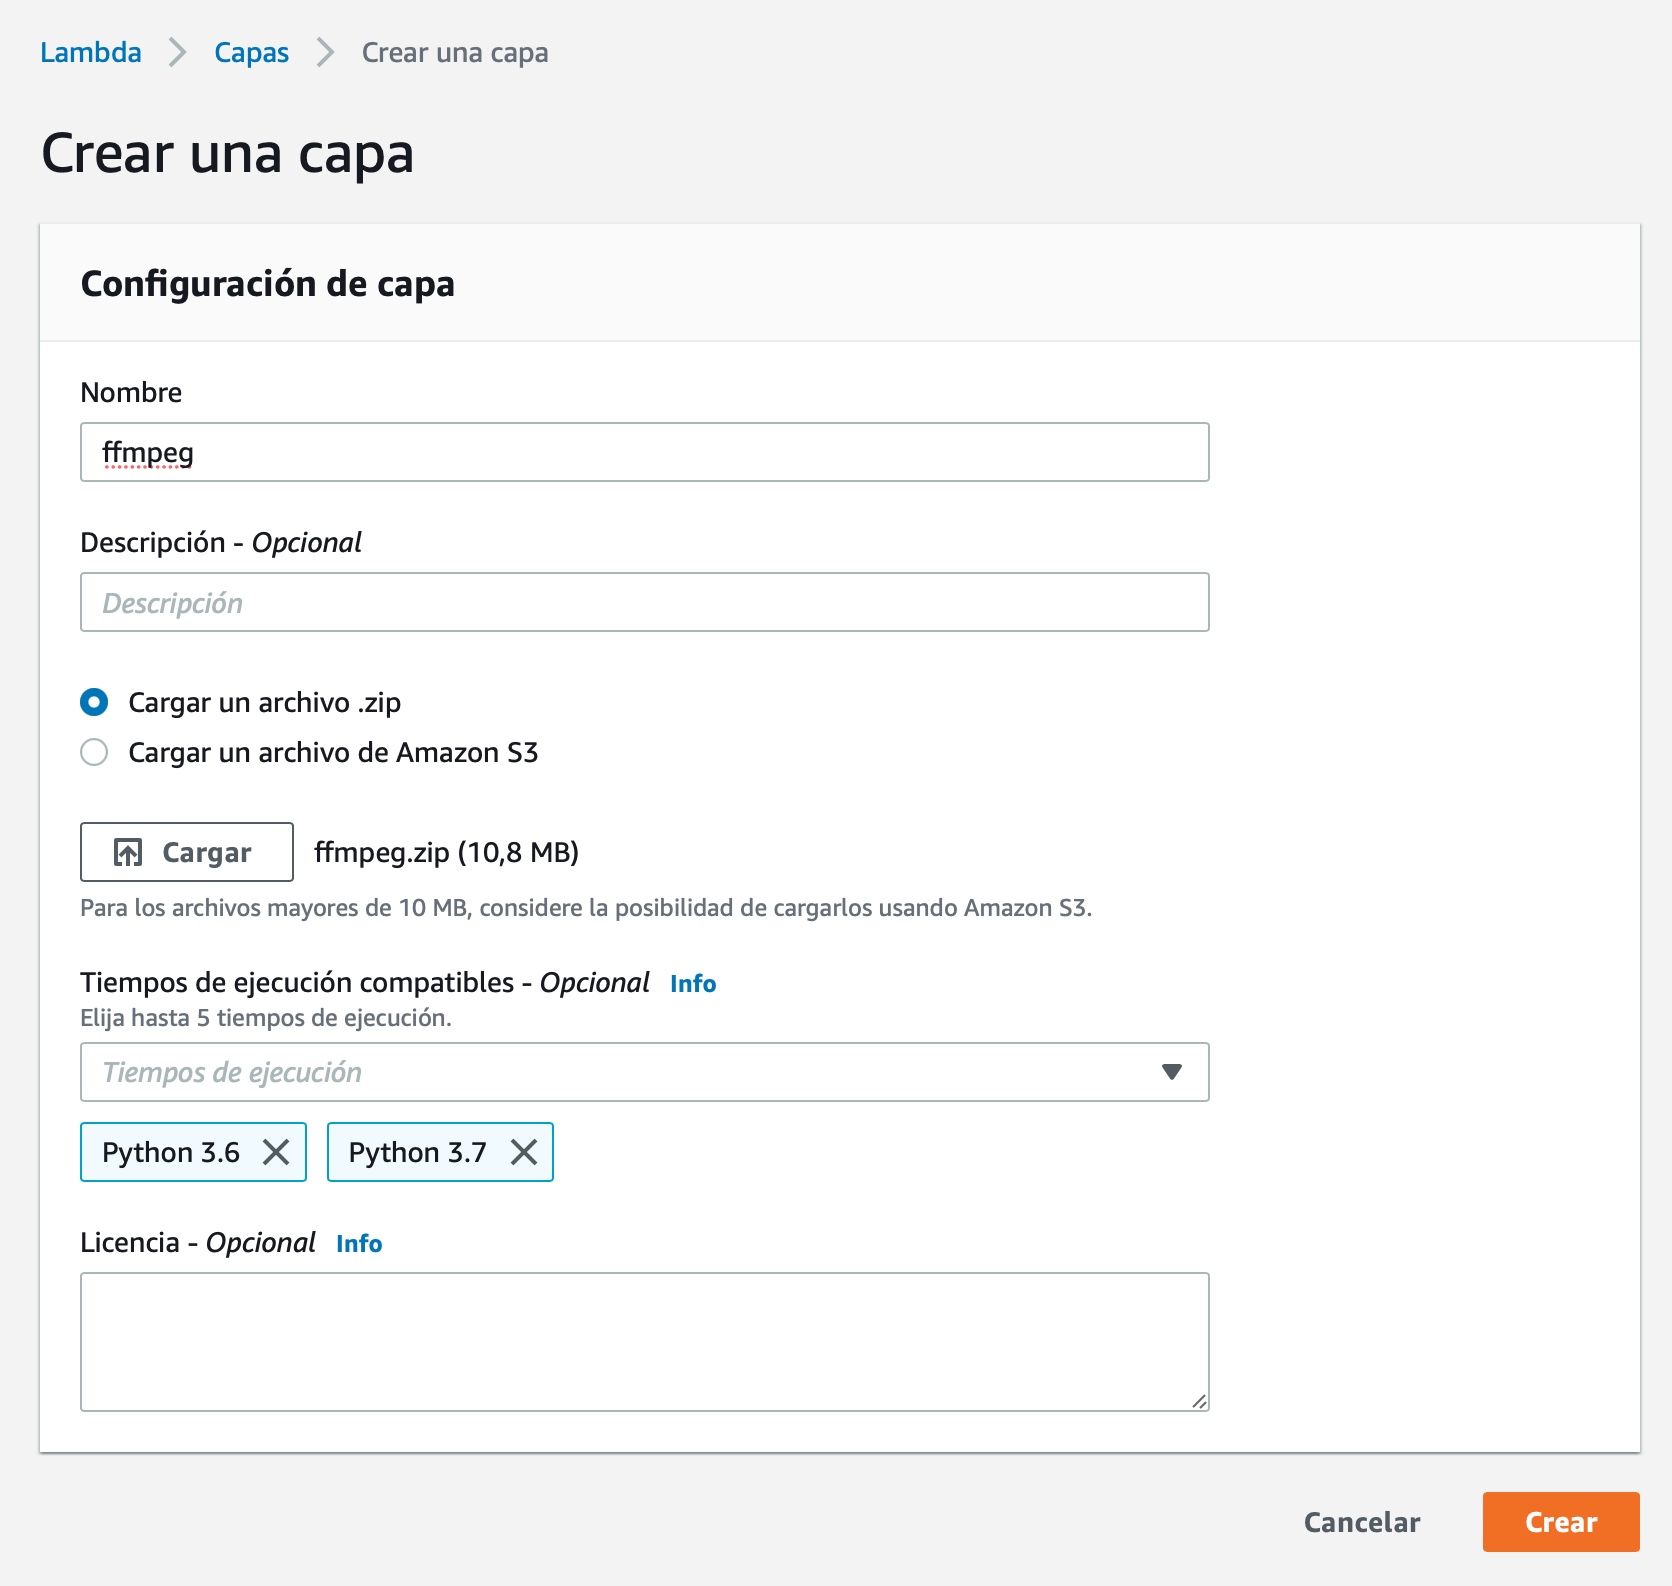 Lambda > Capas > Crear una capa
Crear una capa
Configuración de capa
Nombre
ffmpeg
Descripción - Opcional
Descripción
Cargar un archivo .zip
Cargar un archivo de Amazon S3
Cargar ffmpeg.zip (10,8 MB)
Para los archivos mayores de 10 MB, considere la posibilidad de cargarlos usando Amazon S3.
Tiempos de ejecución compatibles - Opcional Info
Elija hasta 5 tiempos de ejecución.
Tiempos de ejecución
Python 3.6 Python 3.7
Licencia - Opcional Info
Cancelar Crear